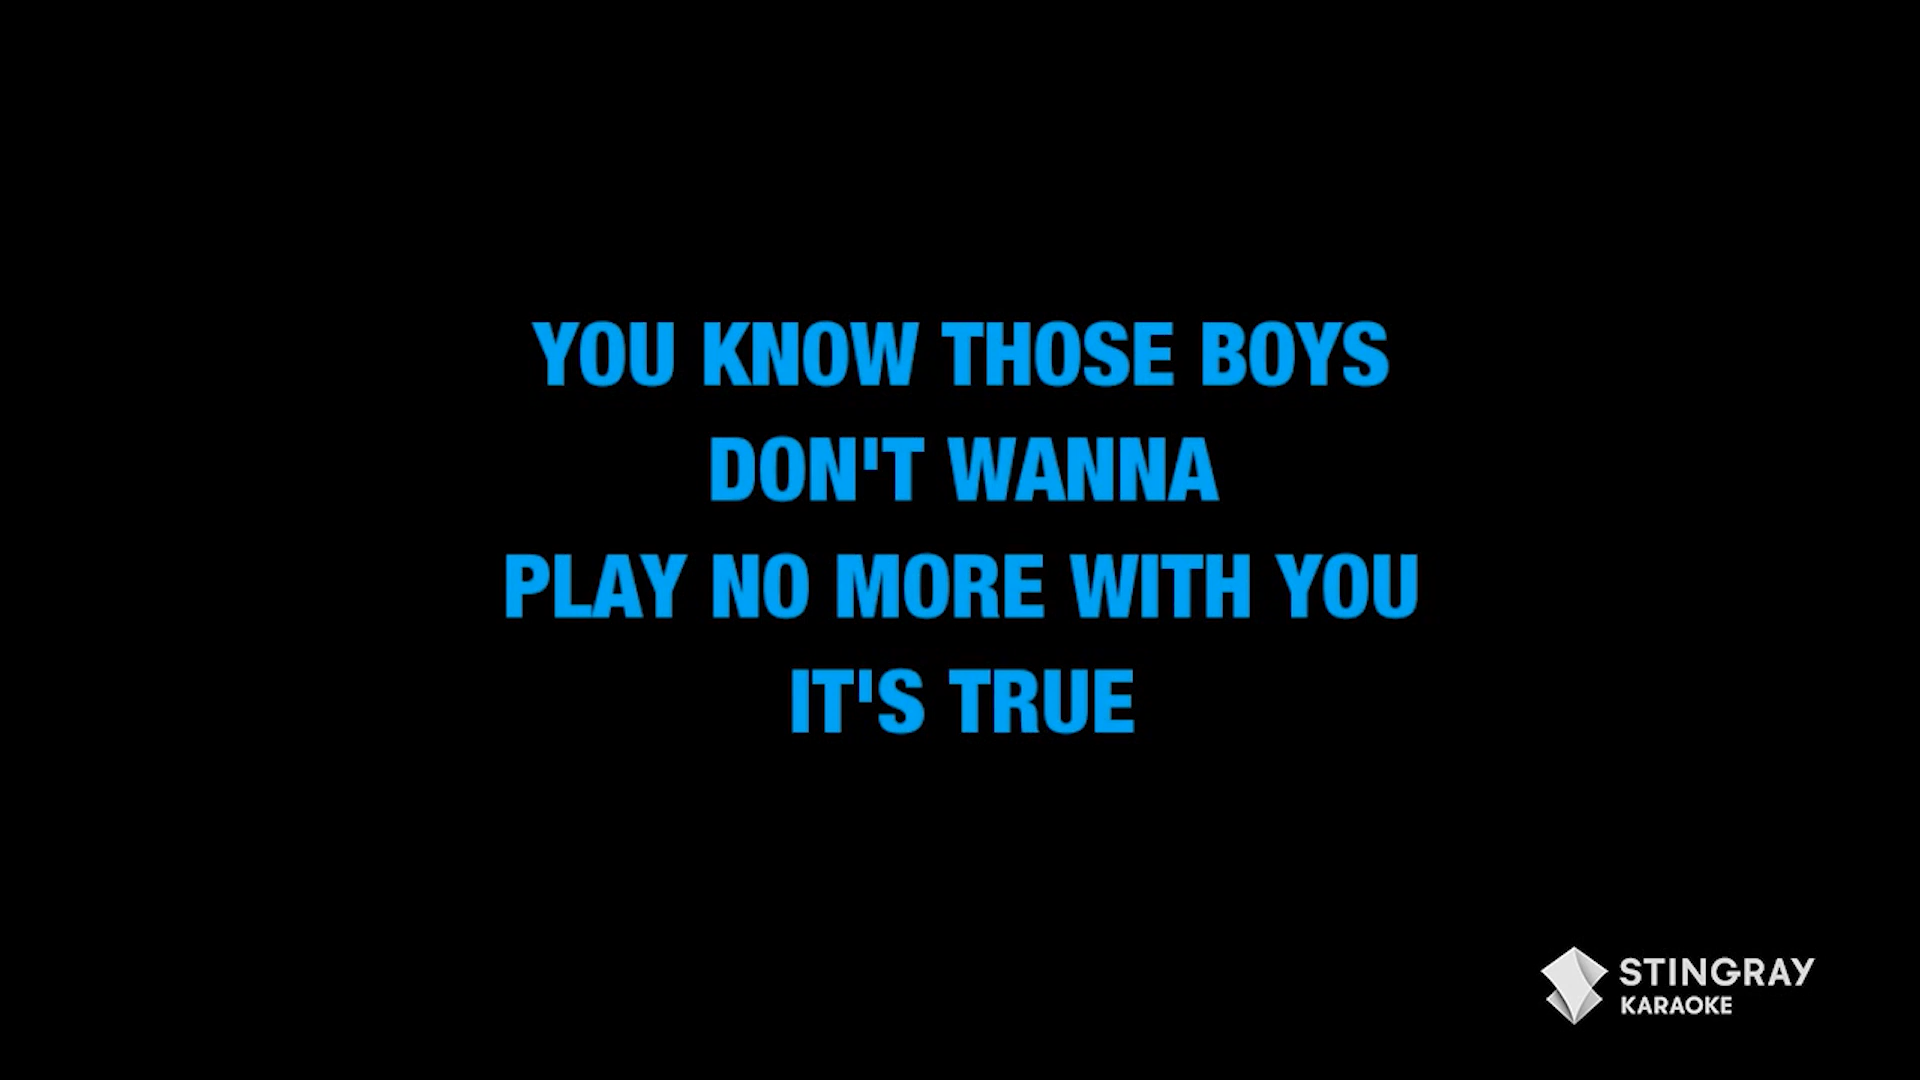 YOU KNOW THOSE BOYS
DON'T WANNA
PLAY NO MORE WITH YOU
IT'S TRUE
STINGRAY
KARAOKE